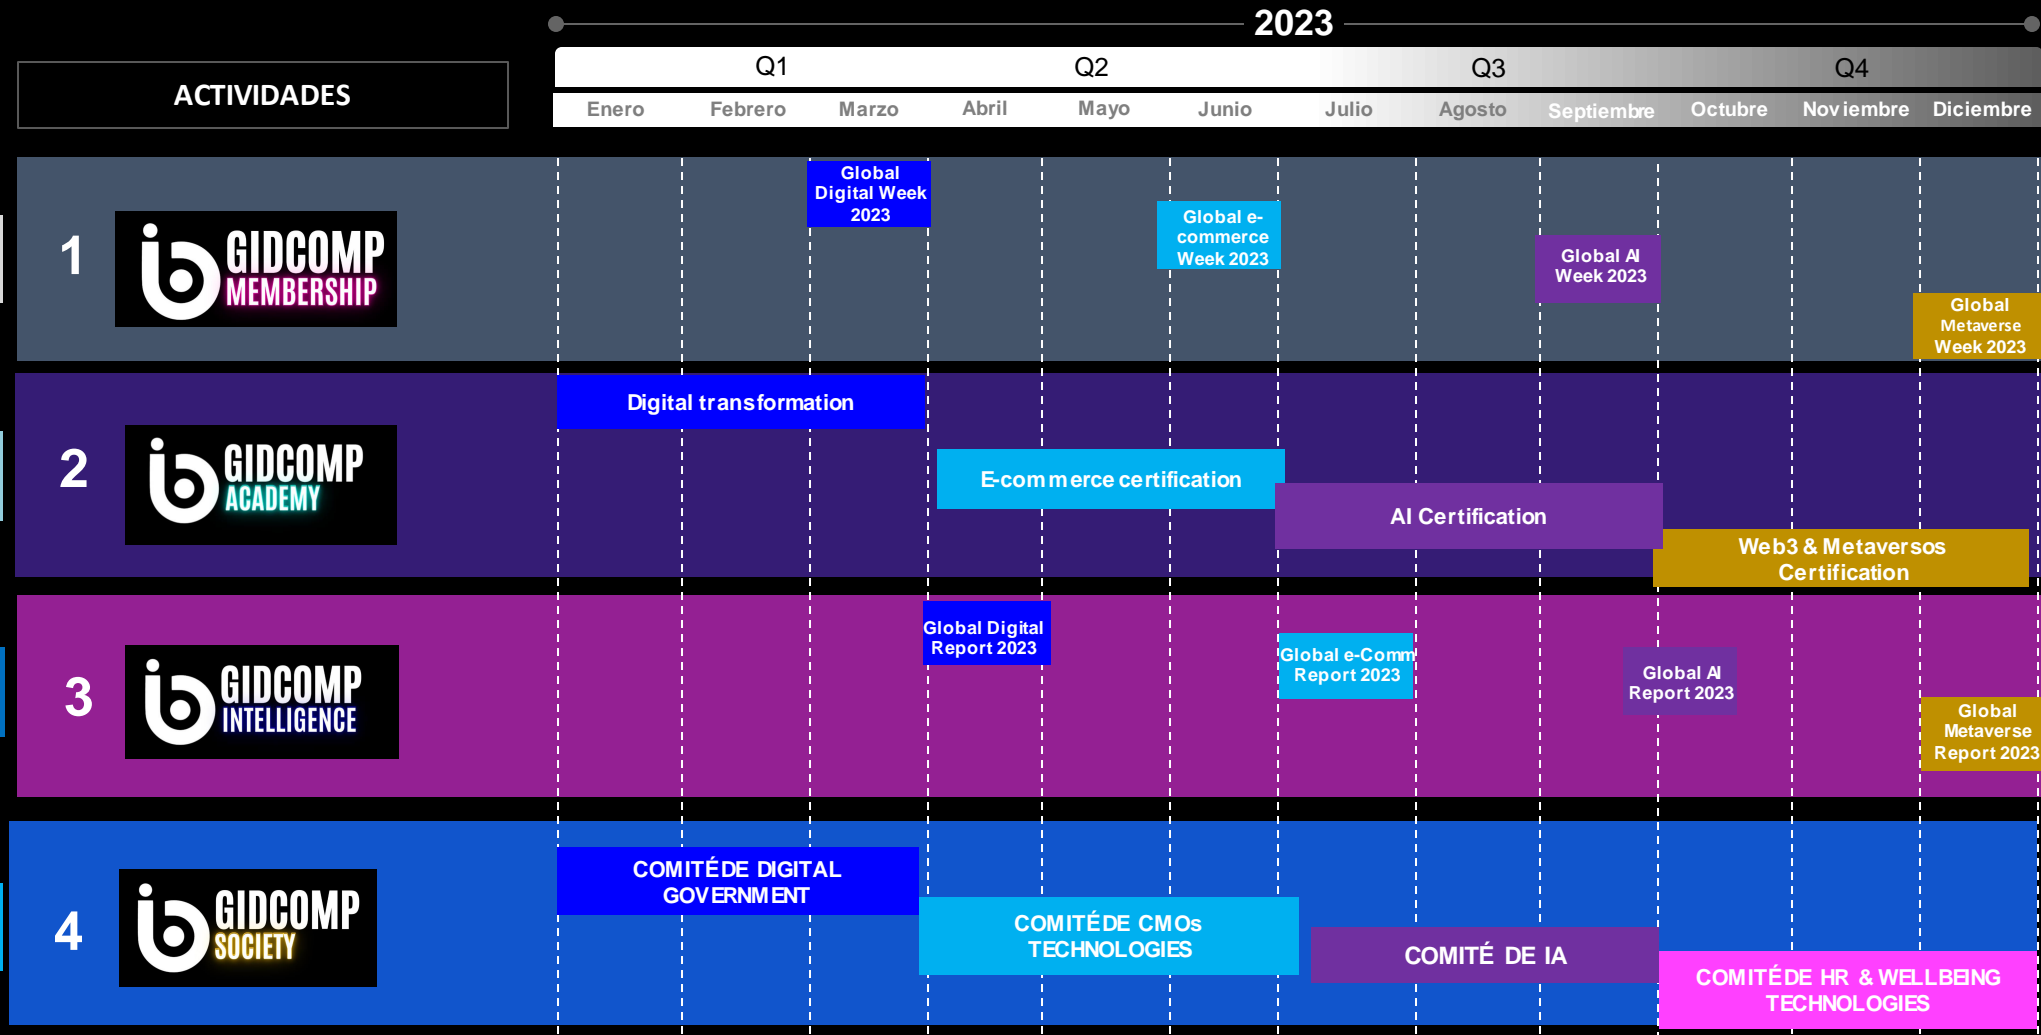 2023
Q1 Q2 Q3 Q4
ACTIVIDADES
Enero Febrero Marzo Abril Mayo Junio Julio Agosto Septiembre Octubre Noviembre Diciembre
1
GIDCOMP
MEMBERSHIP
Global
Digital Week
2023
Global e-
commerce
Week 2023
Global AI
Week 2023
Global
Metaverse
Week 2023
2
GIDCOMP
ACADEMY
Digital transformation
E-commerce certification
AI Certification
Web3 & Metaversos
Certification
3
GIDCOMP
INTELLIGENCE
Global Digital
Report 2023
Global e-Comm
Report 2023
Global AI
Report 2023
Global
Metaverse
Report 2023
4
GIDCOMP
SOCIETY
COMITÉ DE DIGITAL
GOVERNMENT
COMITÉ DE CMOs
TECHNOLOGIES
COMITÉ DE IA
COMITÉ DE HR & WELLBEING
TECHNOLOGIES